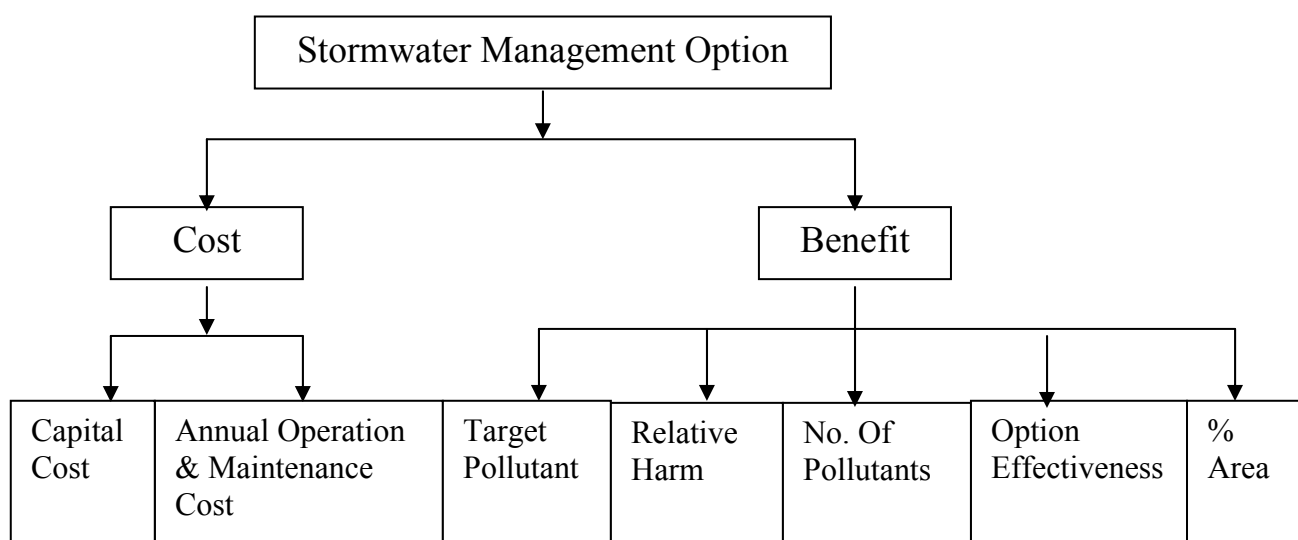 Stormwater Management Option
Cost
Benefit
Capital
Cost
Annual Operation
& Maintenance
Cost
Target
Pollutant
Relative
Harm
No. Of
Pollutants
Option
Effectiveness
%
Area